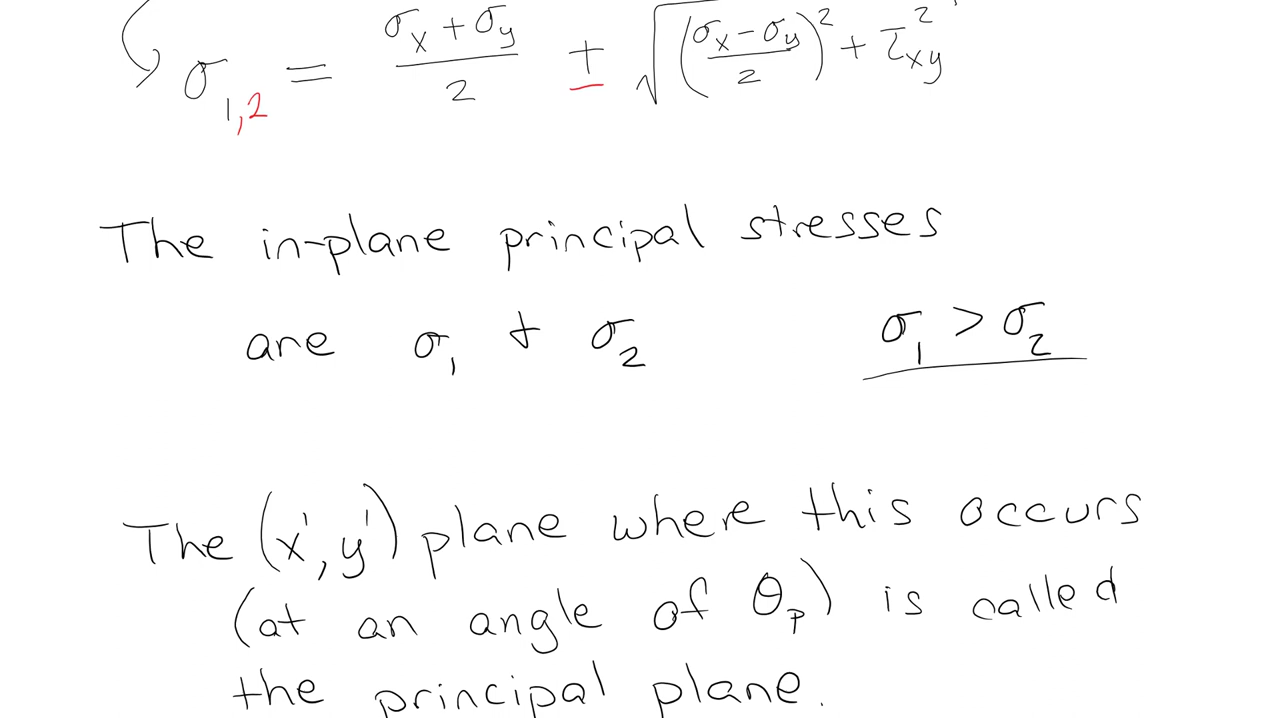 σ1,2 = (σx + σy)/2 ± √(((σx − σy)/2)² + τxy²)
The in-plane principal stresses
are σ1 & σ2 σ1 > σ2
The (x', y') plane where this occurs
(at an angle of θp) is called
the principal plane.